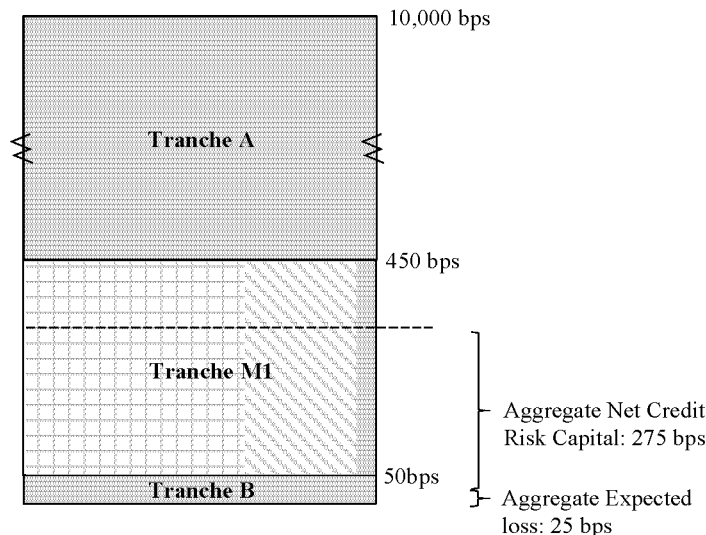 10,000 bps
Tranche A
450 bps
Tranche M1
Aggregate Net Credit
Risk Capital: 275 bps
50bps
Tranche B
Aggregate Expected
loss: 25 bps